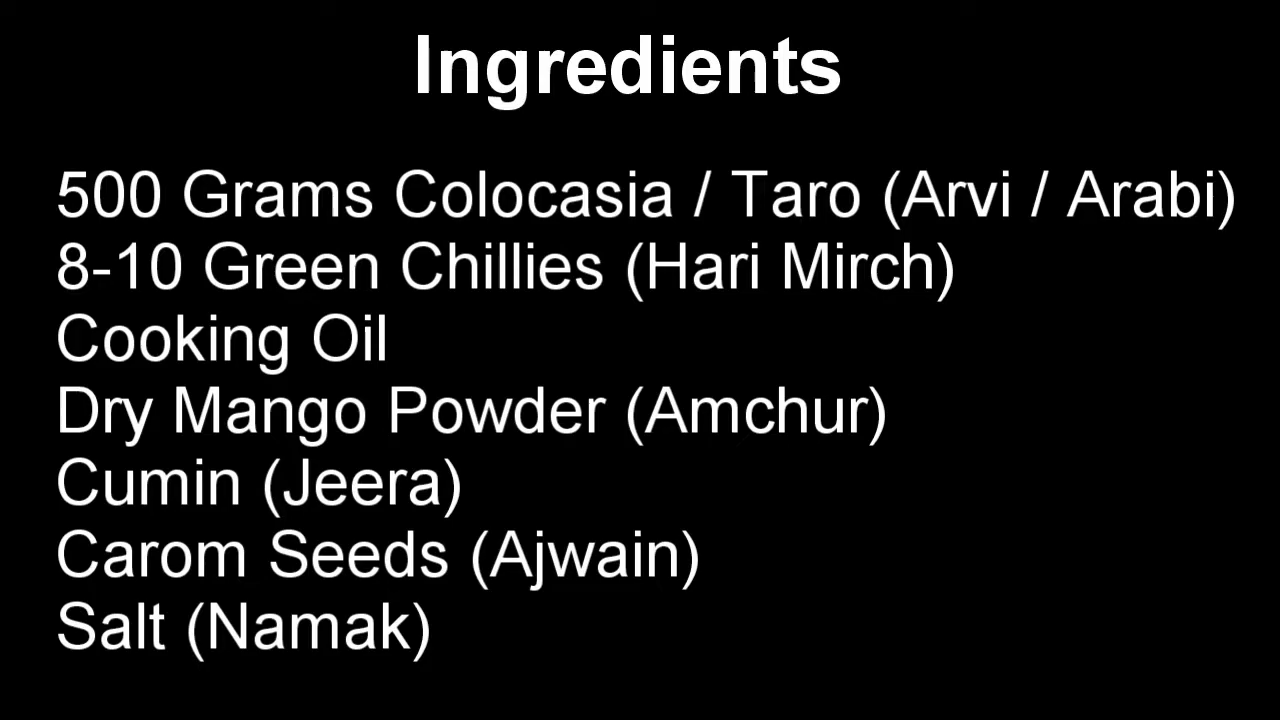 Ingredients
500 Grams Colocasia / Taro (Arvi / Arabi)
8-10 Green Chillies (Hari Mirch)
Cooking Oil
Dry Mango Powder (Amchur)
Cumin (Jeera)
Carom Seeds (Ajwain)
Salt (Namak)